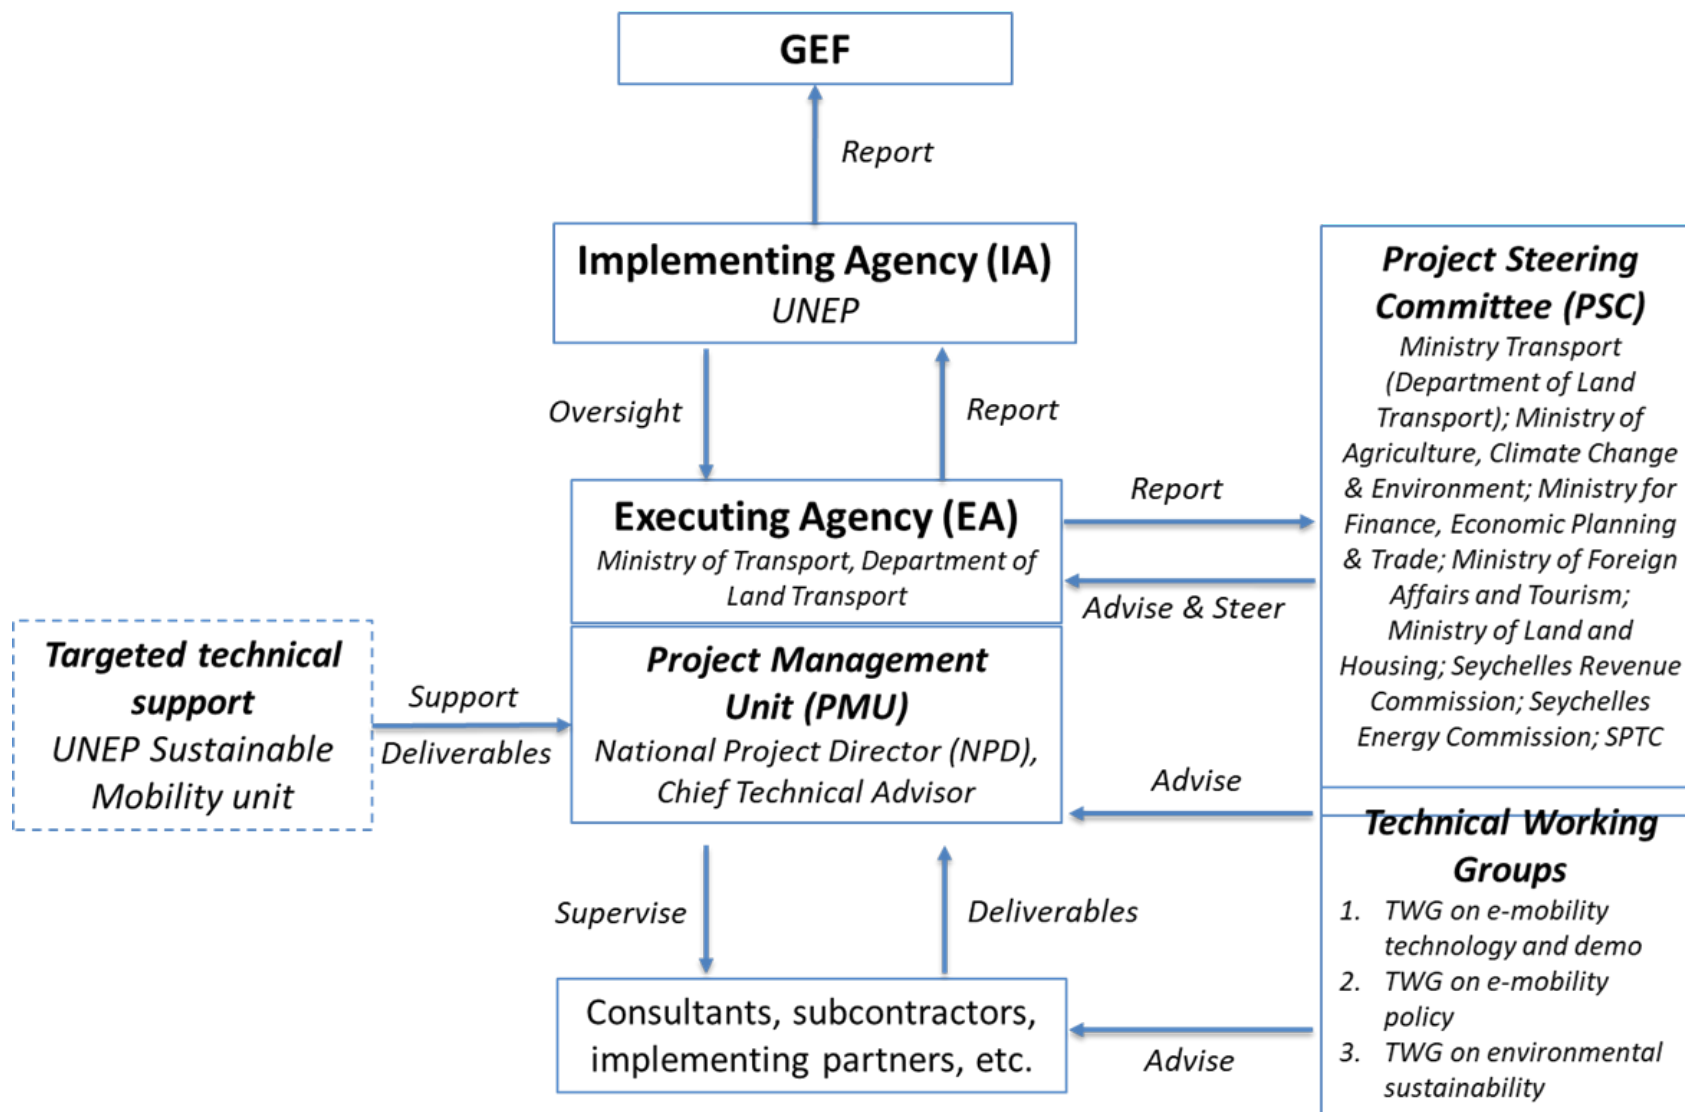 GEF
Report
Implementing Agency (IA)
UNEP
Oversight
Report
Executing Agency (EA)
Ministry of Transport, Department of
Land Transport
Report
Advise & Steer
Project Steering
Committee (PSC)
Ministry Transport
(Department of Land
Transport); Ministry of
Agriculture, Climate Change
& Environment; Ministry for
Finance, Economic Planning
& Trade; Ministry of Foreign
Affairs and Tourism;
Ministry of Land and
Housing; Seychelles Revenue
Commission; Seychelles
Energy Commission; SPTC
Targeted technical
support
UNEP Sustainable
Mobility unit
Support
Deliverables
Project Management
Unit (PMU)
National Project Director (NPD),
Chief Technical Advisor
Advise
Technical Working
Groups
1. TWG on e-mobility
technology and demo
2. TWG on e-mobility
policy
3. TWG on environmental
sustainability
Supervise
Deliverables
Consultants, subcontractors,
implementing partners, etc.
Advise